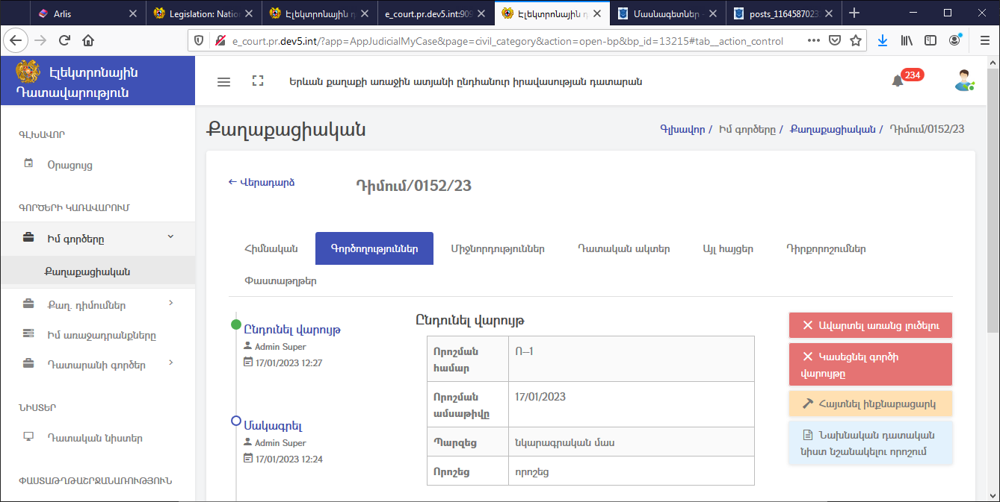 Arlis
Legislation: Natio
Էլեկտրոնային դ
e_court.pr.dev5.int:909
Էլեկտրոնային դ
Մասնագետներ -
posts_1164587023
e_court.pr.dev5.int/?app=AppJudicialMyCase&page=civil_category&action=open-bp&bp_id=13215#tab__action_control
Էլեկտրոնային
Դատավարություն
Երևան քաղաքի առաջին ատյանի ընդհանուր իրավասության դատարան
234
ԳԼԽԱՎՈՐ
Օրացույց
ԳՈՐԾԵՐԻ ԿԱՌԱՎԱՐՈՒՄ
Իմ գործերը
Քաղաքացիական
Քաղ. դիմումներ
Իմ առաջադրանքները
Դատարանի գործեր
ՆԻՍՏԵՐ
Դատական նիստեր
ՓԱՍՏԱԹՂԹԱՇՐՋԱՆԱՌՈՒԹՅՈՒՆ
Քաղաքացիական
Գլխավոր / Իմ գործերը / Քաղաքացիական / Դիմում/0152/23
← Վերադարձ
Դիմում/0152/23
Հիմնական
Գործողություններ
Միջնորդություններ
Դատական ակտեր
Այլ հայցեր
Դիրքորոշումներ
Փաստաթղթեր
Ընդունել վարույթ
Admin Super
17/01/2023 12:27
Մակագրել
Admin Super
17/01/2023 12:24
Ընդունել վարույթ
Որոշման
համար
Ո--1
Որոշման
ամսաթիվը
17/01/2023
Պարզեց
նկարագրական մաս
Որոշեց
որոշեց
Ավարտել առանց լուծելու
Կասեցնել գործի
վարույթը
Հայտնել ինքնաբացարկ
Նախնական դատական
նիստ նշանակելու որոշում